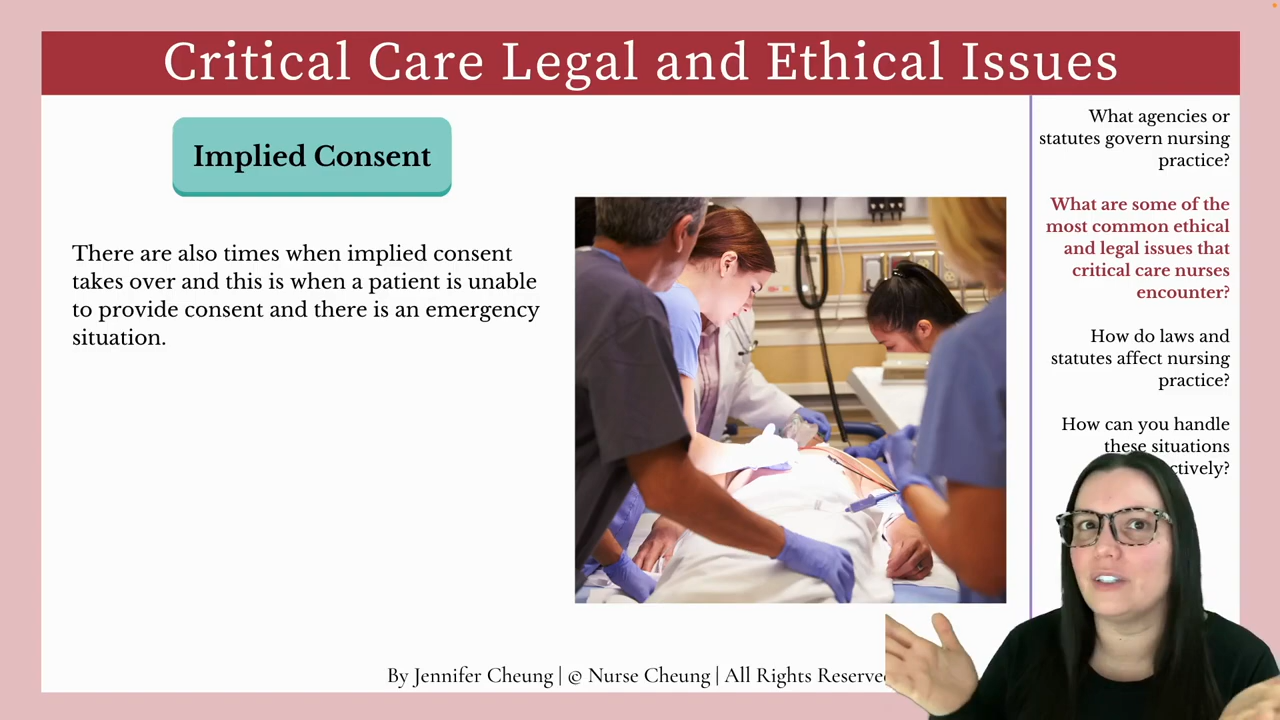 Critical Care Legal and Ethical Issues
Implied Consent
There are also times when implied consent
takes over and this is when a patient is unable
to provide consent and there is an emergency
situation.
What agencies or
statutes govern nursing
practice?
What are some of the
most common ethical
and legal issues that
critical care nurses
encounter?
How do laws and
statutes affect nursing
practice?
How can you handle
these situations
By Jennifer Cheung | © Nurse Cheung | All Rights